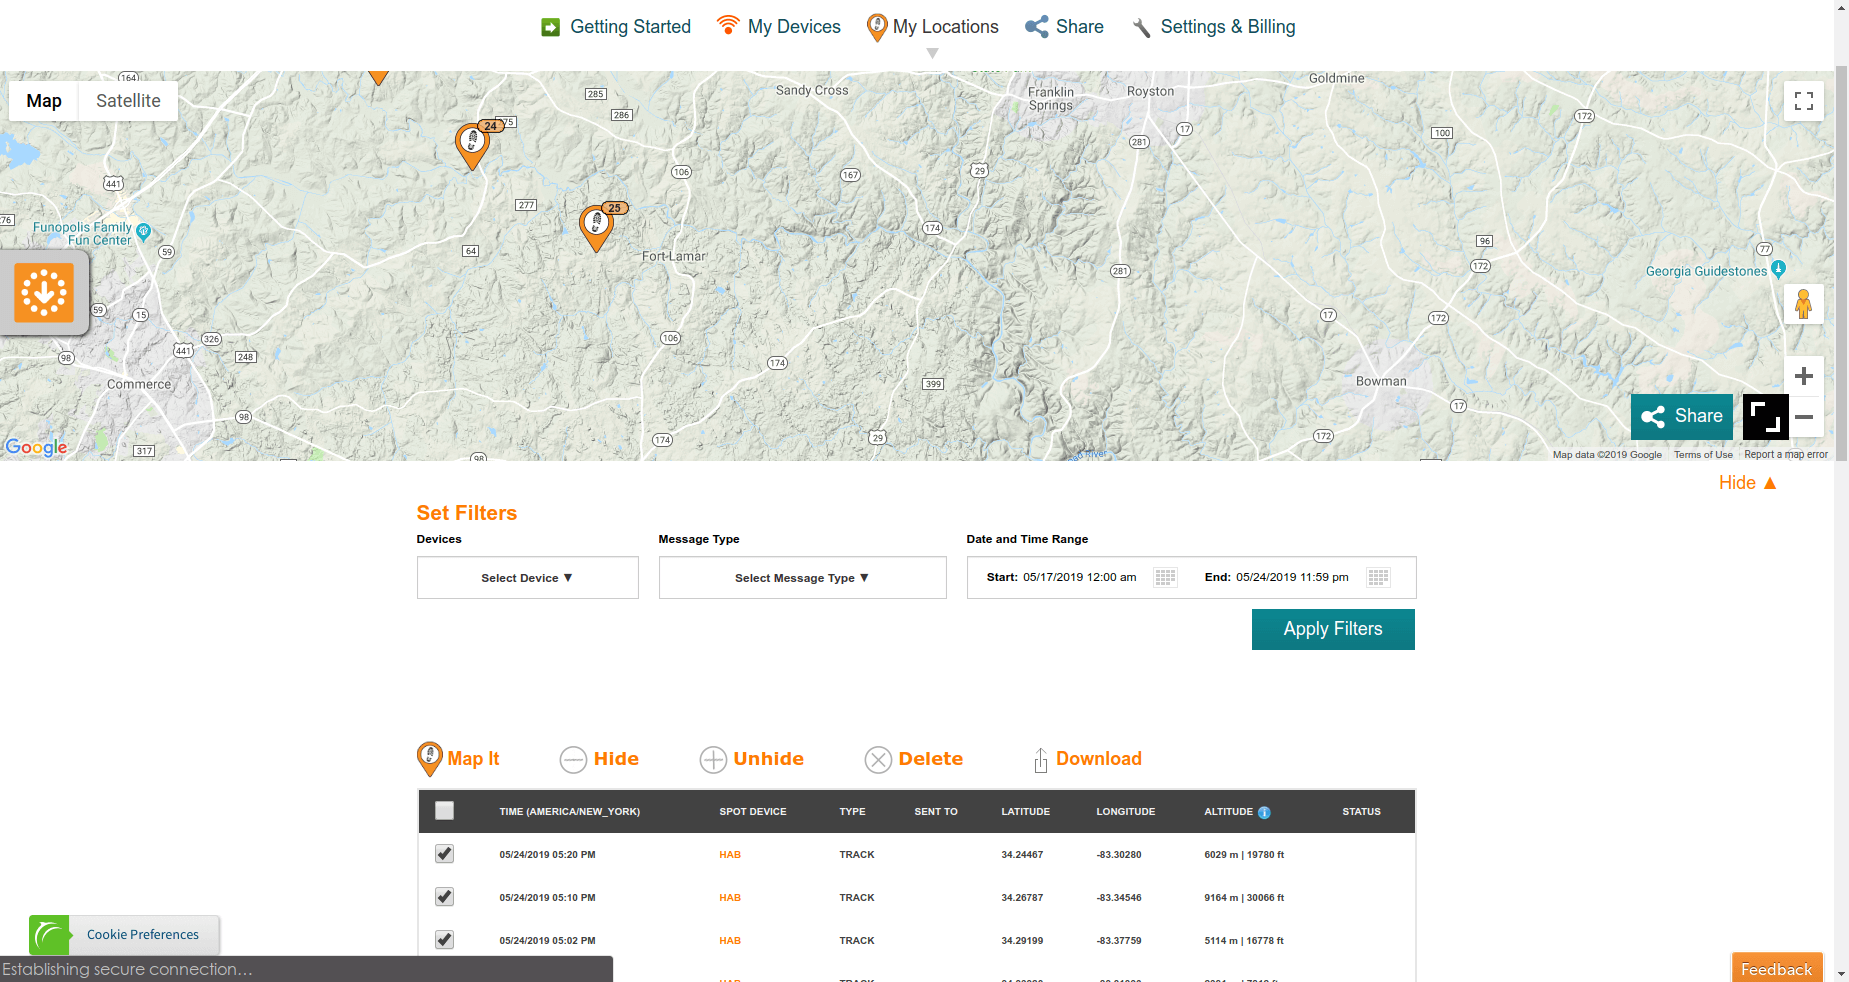 Getting Started My Devices My Locations Share Settings & Billing
Map Satellite
164
285
286
Sandy Cross
Franklin
Springs
Royston
Goldmine
24
75
17
281
100
172
441
106
167
29
277
25
174
76
Funopolis Family
Fun Center
59
64
Fort Lamar
96
77
172
281
Georgia Guidestones
59
15
17
172
326
441
248
98
106
174
Commerce
399
Bowman
98
17
174
29
172
317
98
Share
Google
Map data ©2019 Google Terms of Use Report a map error
Hide ▲
Set Filters
Devices Message Type Date and Time Range
Select Device ▼ Select Message Type ▼ Start: 05/17/2019 12:00 am End: 05/24/2019 11:59 pm
Apply Filters
Map It Hide Unhide Delete Download
TIME (AMERICA/NEW_YORK) SPOT DEVICE TYPE SENT TO LATITUDE LONGITUDE ALTITUDE i STATUS
05/24/2019 05:20 PM HAB TRACK 34.24467 -83.30280 6029 m | 19780 ft
05/24/2019 05:10 PM HAB TRACK 34.26787 -83.34546 9164 m | 30066 ft
05/24/2019 05:02 PM HAB TRACK 34.29199 -83.37759 5114 m | 16778 ft
Cookie Preferences
Establishing secure connection...
Feedback